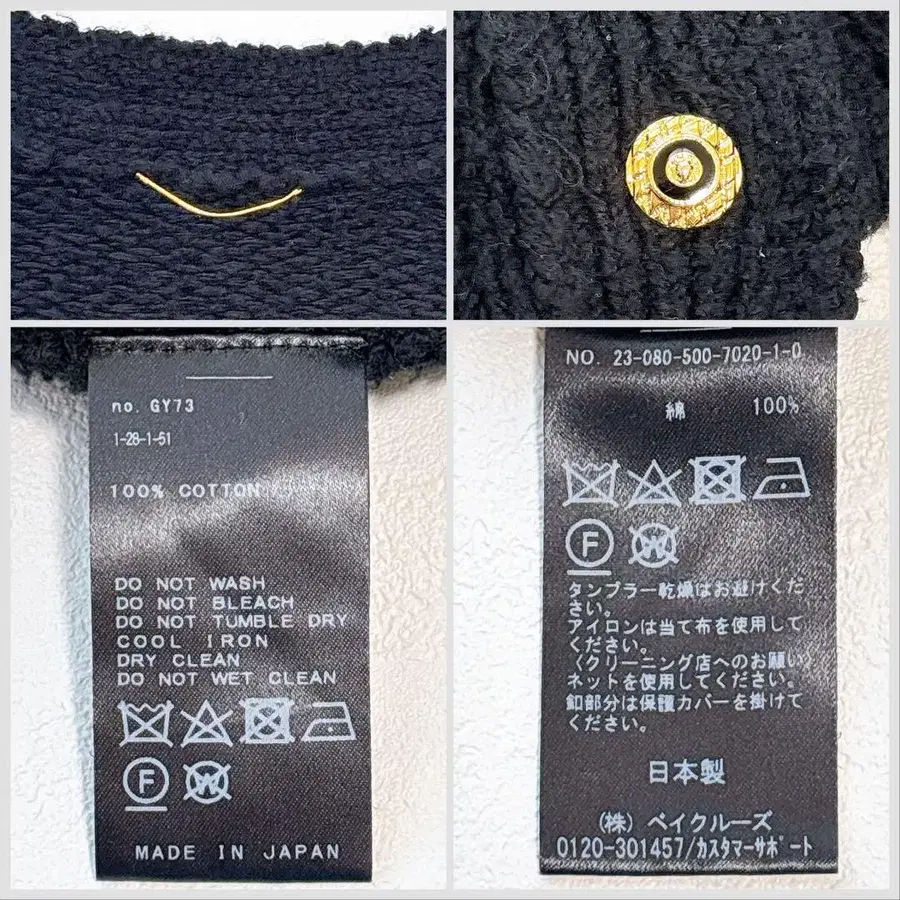 no. GY73
1-28-1-51
100% COTTON
DO NOT WASH
DO NOT BLEACH
DO NOT TUMBLE DRY
COOL IRON
DRY CLEAN
DO NOT WET CLEAN
F W
MADE IN JAPAN
NO. 23-080-500-7020-1-0
綿 100%
F W
タンブラー乾燥はお避けくだ
さい。
アイロンは当て布を使用して
ください。
〈クリーニング店へのお願い〉
ネットを使用してください。
釦部分は保護カバーを掛けて
ください。
日本製
(株) ベイクルーズ
0120-301457/カスタマーサポート